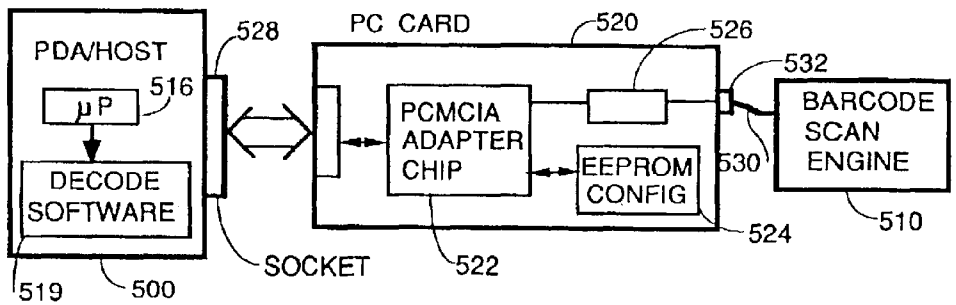 PC CARD
520
526
528
532
PDA/HOST
516
µP
PCMCIA
ADAPTER
CHIP
BARCODE
SCAN
ENGINE
530
EEPROM
CONFIG
DECODE
SOFTWARE
510
524
SOCKET
522
519
500